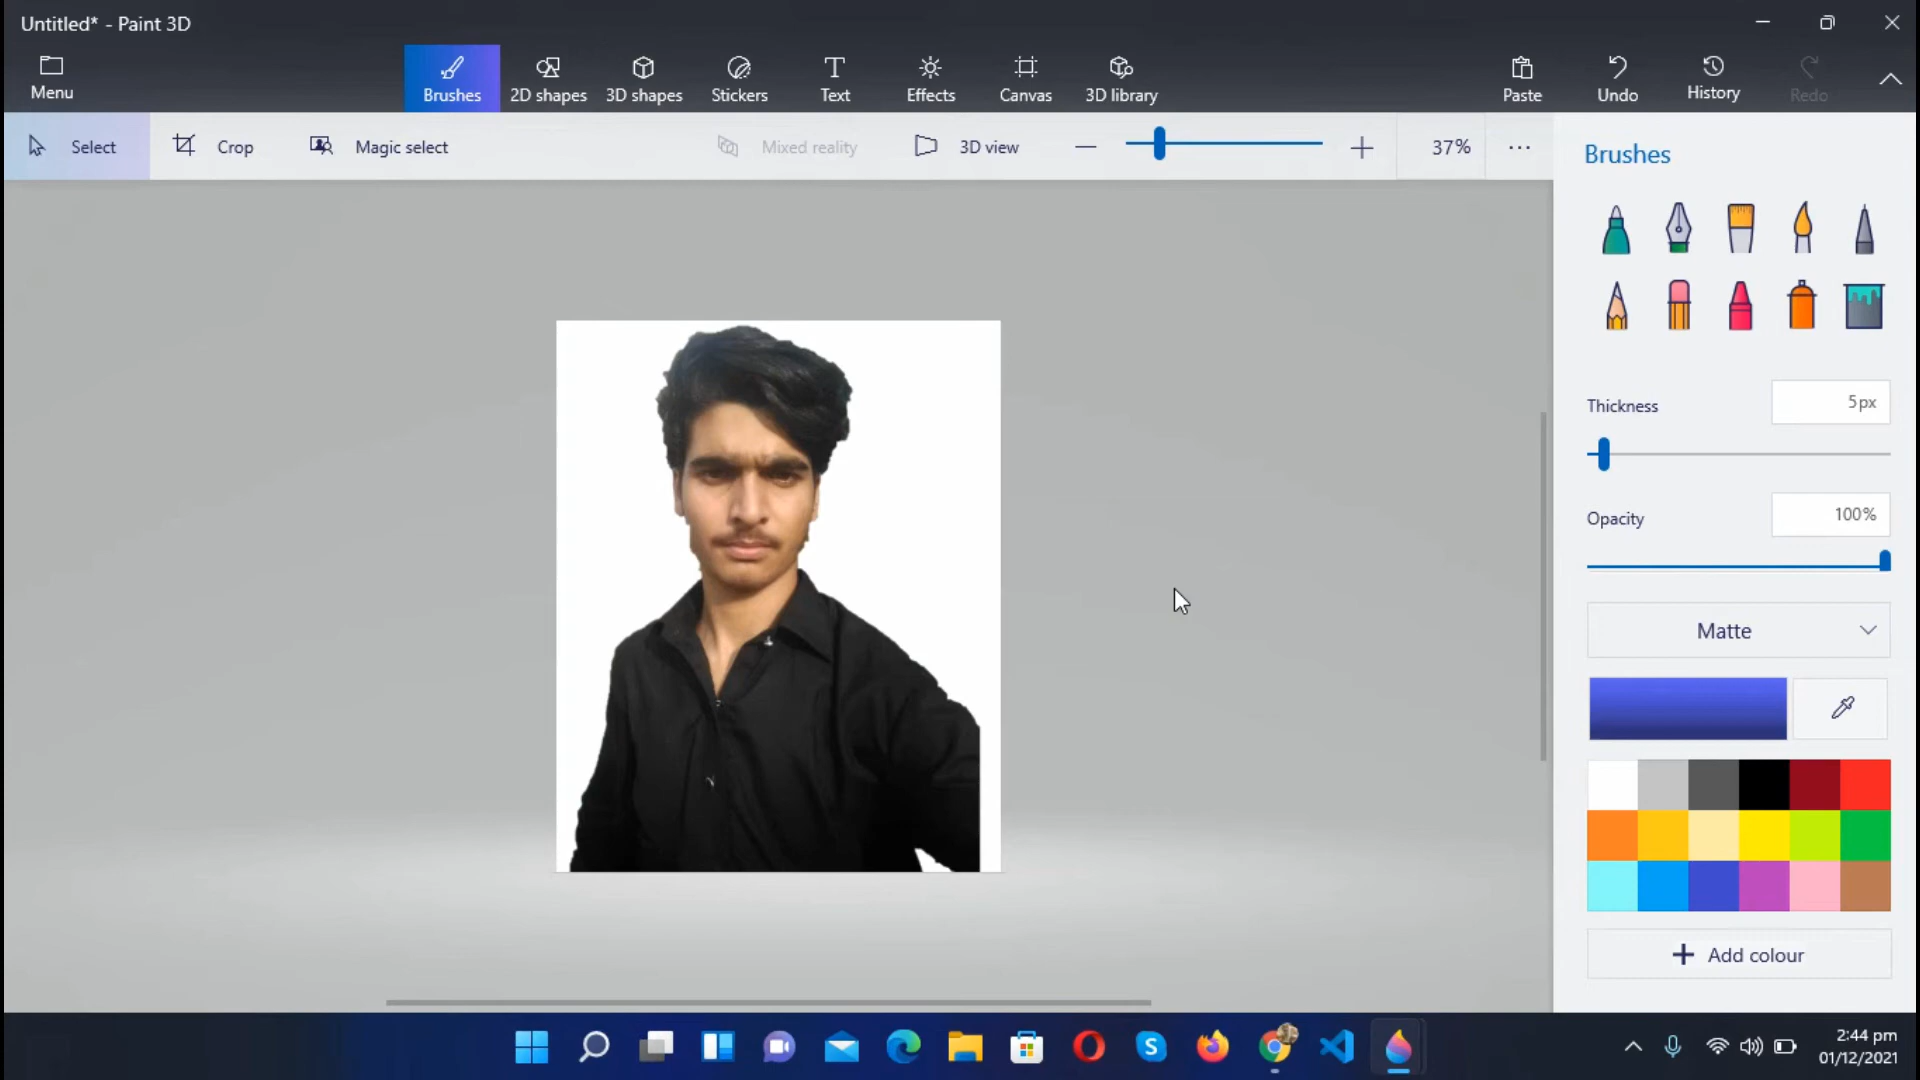 Untitled* - Paint 3D
Menu
Brushes
2D shapes
3D shapes
Stickers
Text
Effects
Canvas
3D library
Paste
Undo
History
Redo
Select
Crop
Magic select
Mixed reality
3D view
37%
Brushes
Thickness
5px
Opacity
100%
Matte
Add colour
2:44 pm
01/12/2021